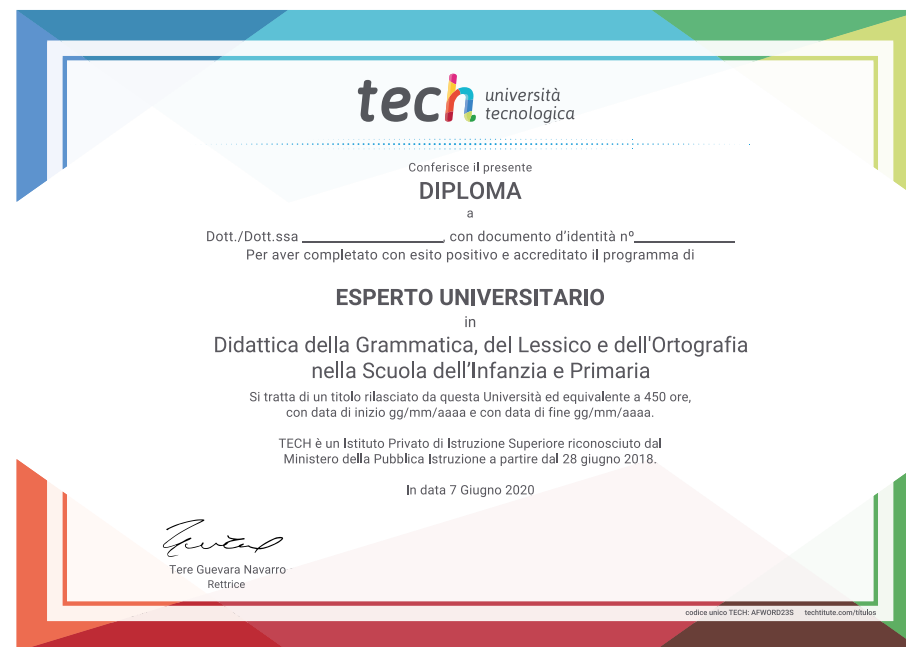 tech università
tecnologica
Conferisce il presente
DIPLOMA
a
Dott./Dott.ssa ____________________, con documento d'identità nº______________
Per aver completato con esito positivo e accreditato il programma di
ESPERTO UNIVERSITARIO
in
Didattica della Grammatica, del Lessico e dell'Ortografia
nella Scuola dell'Infanzia e Primaria
Si tratta di un titolo rilasciato da questa Università ed equivalente a 450 ore,
con data di inizio gg/mm/aaaa e con data di fine gg/mm/aaaa.
TECH è un Istituto Privato di Istruzione Superiore riconosciuto dal
Ministero della Pubblica Istruzione a partire dal 28 giugno 2018.
In data 7 Giugno 2020
Tere Guevara Navarro
Rettrice
codice unico TECH: AFWORD23S techtitute.com/títulos